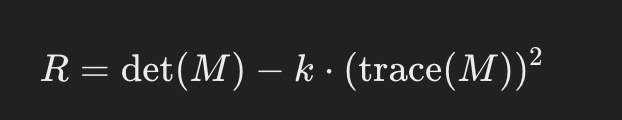 R = det(M) − k · (trace(M))²